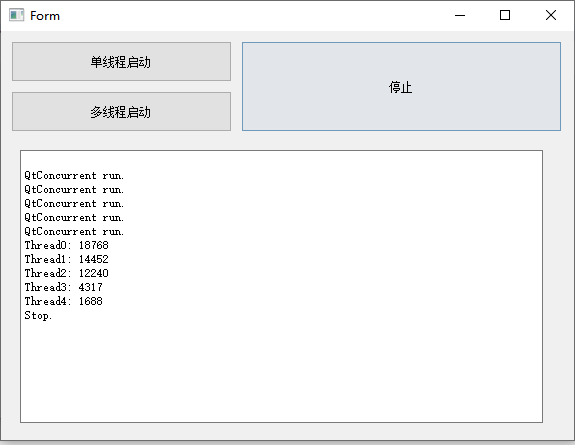 Form
单线程启动
多线程启动
停止
QtConcurrent run.
QtConcurrent run.
QtConcurrent run.
QtConcurrent run.
QtConcurrent run.
Thread0: 18768
Thread1: 14452
Thread2: 12240
Thread3: 4317
Thread4: 1688
Stop.